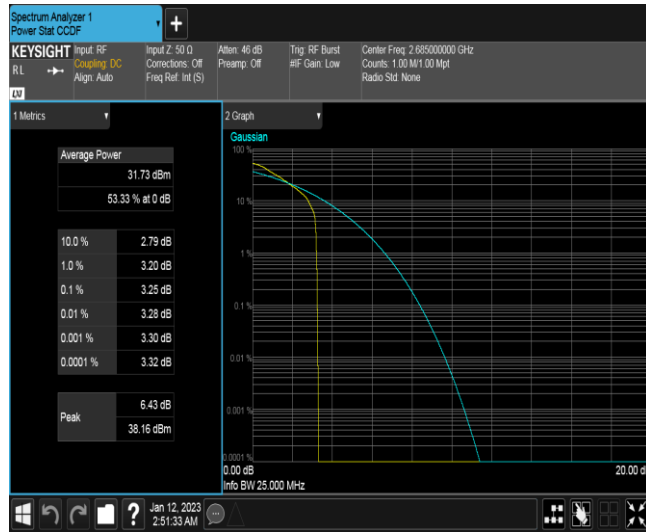 Spectrum Analyzer 1
Power Stat CCDF
KEYSIGHT
RL
LXI
Input: RF
Coupling: DC
Align: Auto
Input Z: 50 Ω
Corrections: Off
Freq Ref: Int (S)
Atten: 46 dB
Preamp: Off
Trig: RF Burst
#IF Gain: Low
Center Freq: 2.685000000 GHz
Counts: 1.00 M/1.00 Mpt
Radio Std: None
1 Metrics
Average Power
31.73 dBm
53.33 % at 0 dB
10.0 % 3.79 dB
1.0 % 3.20 dB
0.1 % 3.25 dB
0.01 % 3.28 dB
0.001 % 3.30 dB
0.0001 % 3.32 dB
Peak
6.43 dB
38.16 dBm
2 Graph
Gaussian
100 %
10 %
1 %
0.1 %
0.01 %
0.001 %
0.0001 %
0.00 dB
20.00 d
Info BW 25.000 MHz
?
Jan 12, 2023
2:51:33 AM